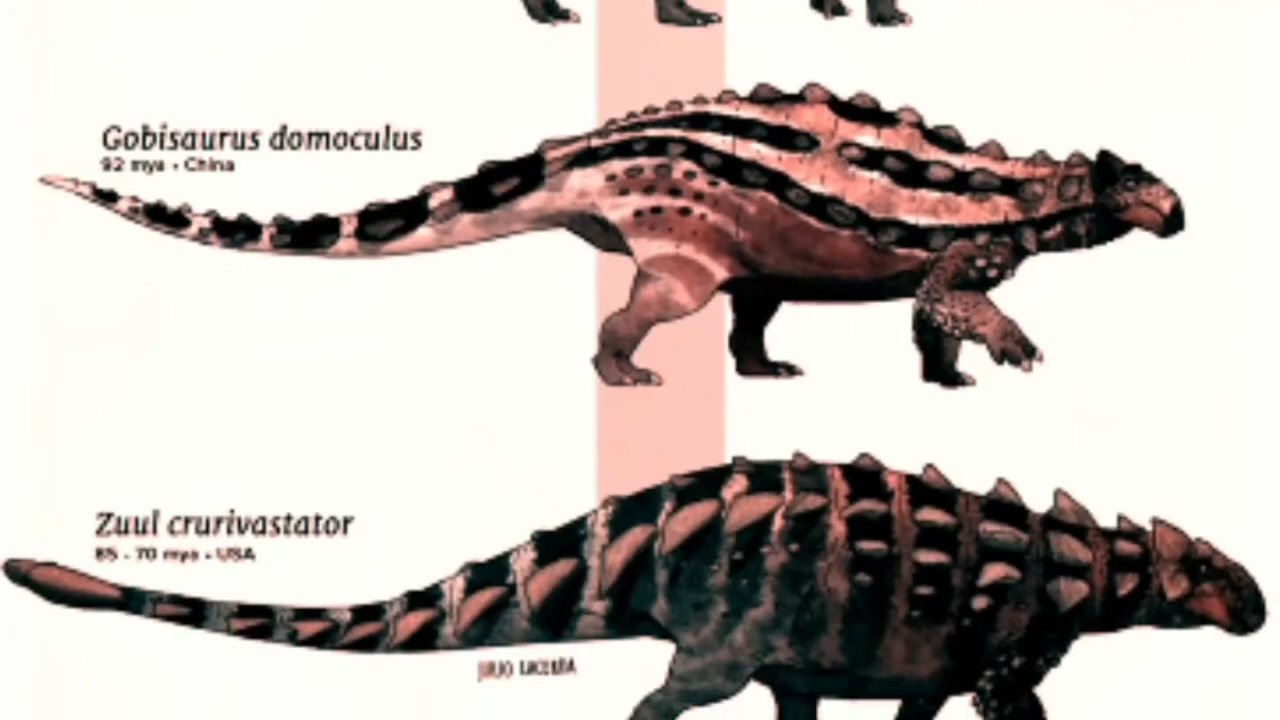 Gobisaurus domoculus
92 mya - China
Zuul crurivastator
85 - 70 mya - USA
JULIO LACERDA